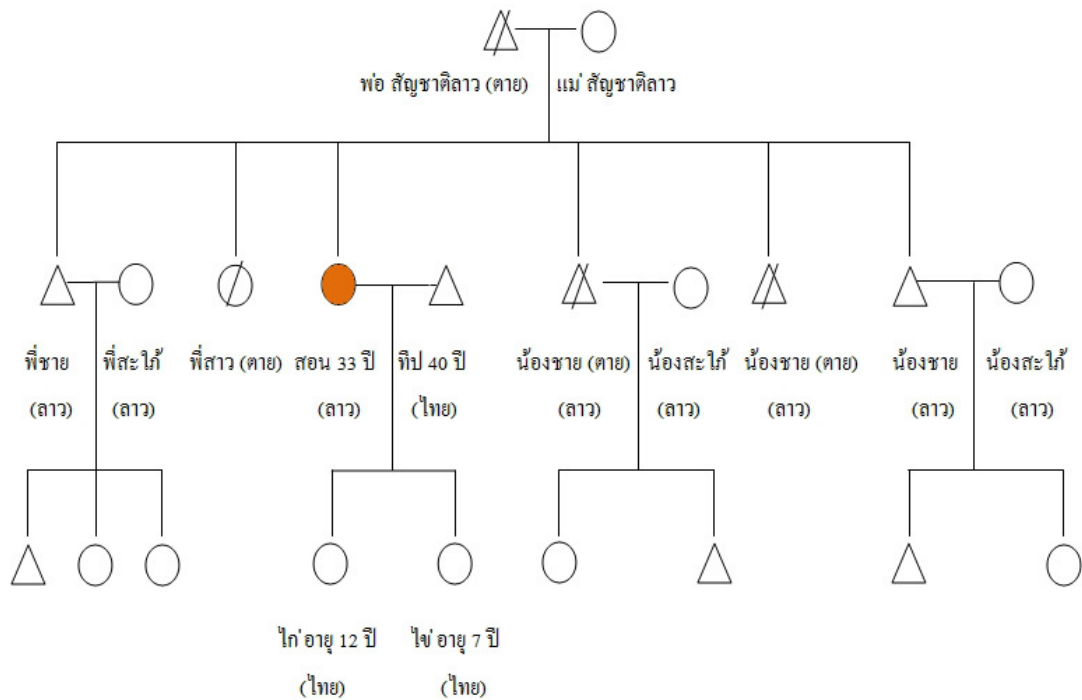 พ่อ สัญชาติลาว (ตาย) แม่ สัญชาติลาว
พี่ชาย พี่สะใภ้ พี่สาว (ตาย) สอน 33 ปี ทีป 40 ปี น้องชาย (ตาย) น้องสะใภ้ น้องชาย (ตาย) น้องชาย น้องสะใภ้
(ลาว) (ลาว) (ลาว) (ไทย) (ลาว) (ลาว) (ลาว) (ลาว)
ไก่ อายุ 12 ปี ไข่ อายุ 7 ปี
(ไทย) (ไทย)